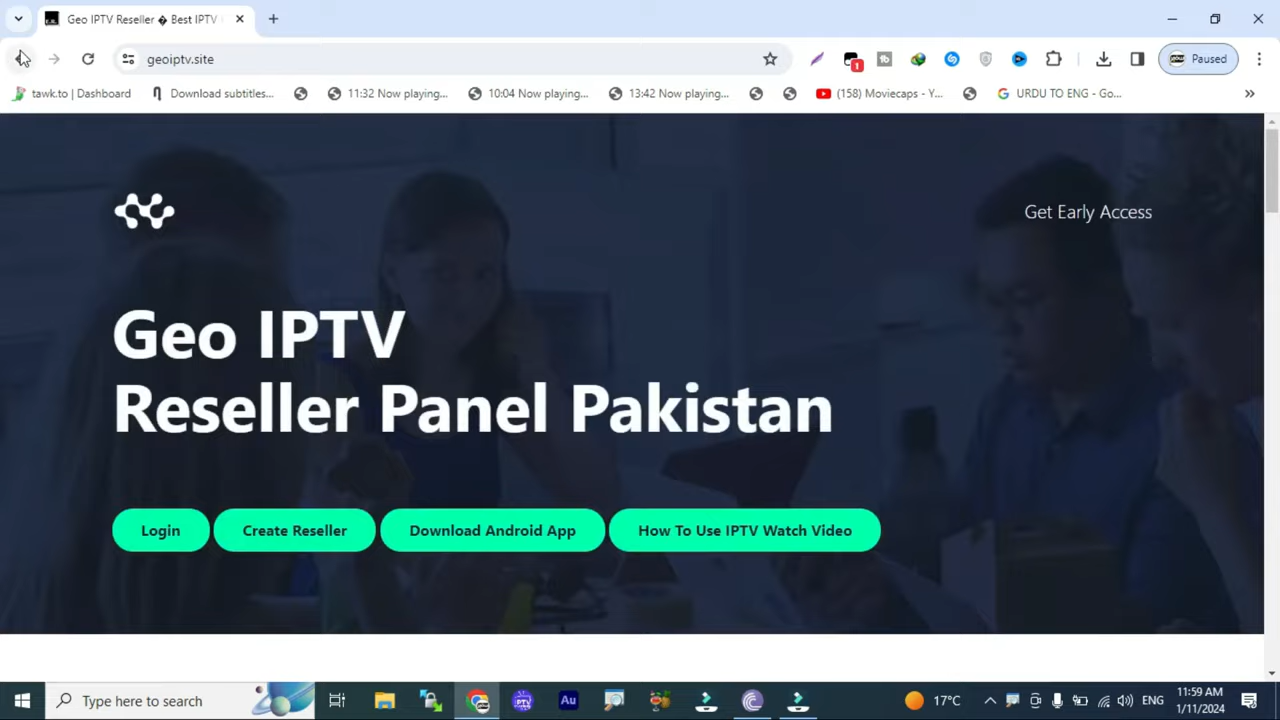 Geo IPTV Reseller � Best IPTV
geoiptv.site
1
Paused
tawk.to | Dashboard
Download subtitles...
11:32 Now playing...
10:04 Now playing...
13:42 Now playing...
(158) Moviecaps - Y...
URDU TO ENG - Go...
»
Get Early Access
Geo IPTV
Reseller Panel Pakistan
Login
Create Reseller
Download Android App
How To Use IPTV Watch Video
Type here to search
IPTV
Au
17°C
ENG
11:59 AM
1/11/2024